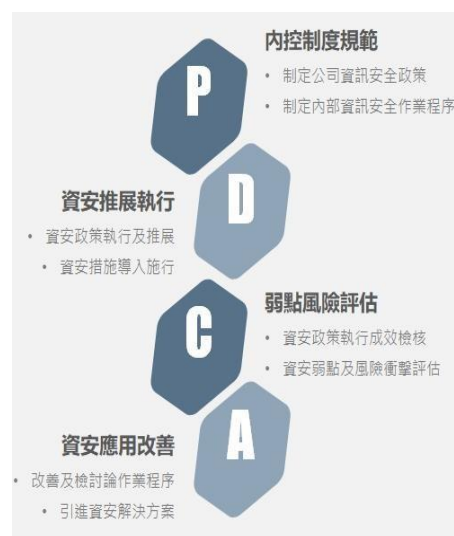 P
內控制度規範
• 制定公司資訊安全政策
• 制定內部資訊安全作業程序
D
資安推展執行
• 資安政策執行及推展
• 資安措施導入施行
C
弱點風險評估
• 資安政策執行成效檢核
• 資安弱點及風險衝擊評估
A
資安應用改善
• 改善及檢討論作業程序
• 引進資安解決方案